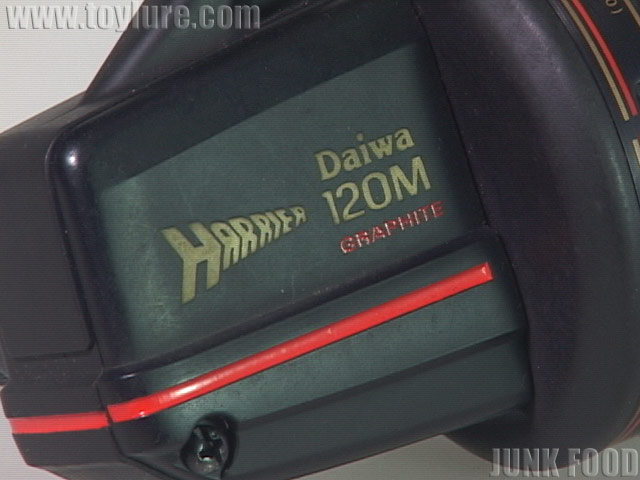 www.toylure.com
Daiwa
HARRIER 120M
GRAPHITE
JUNK FOOD